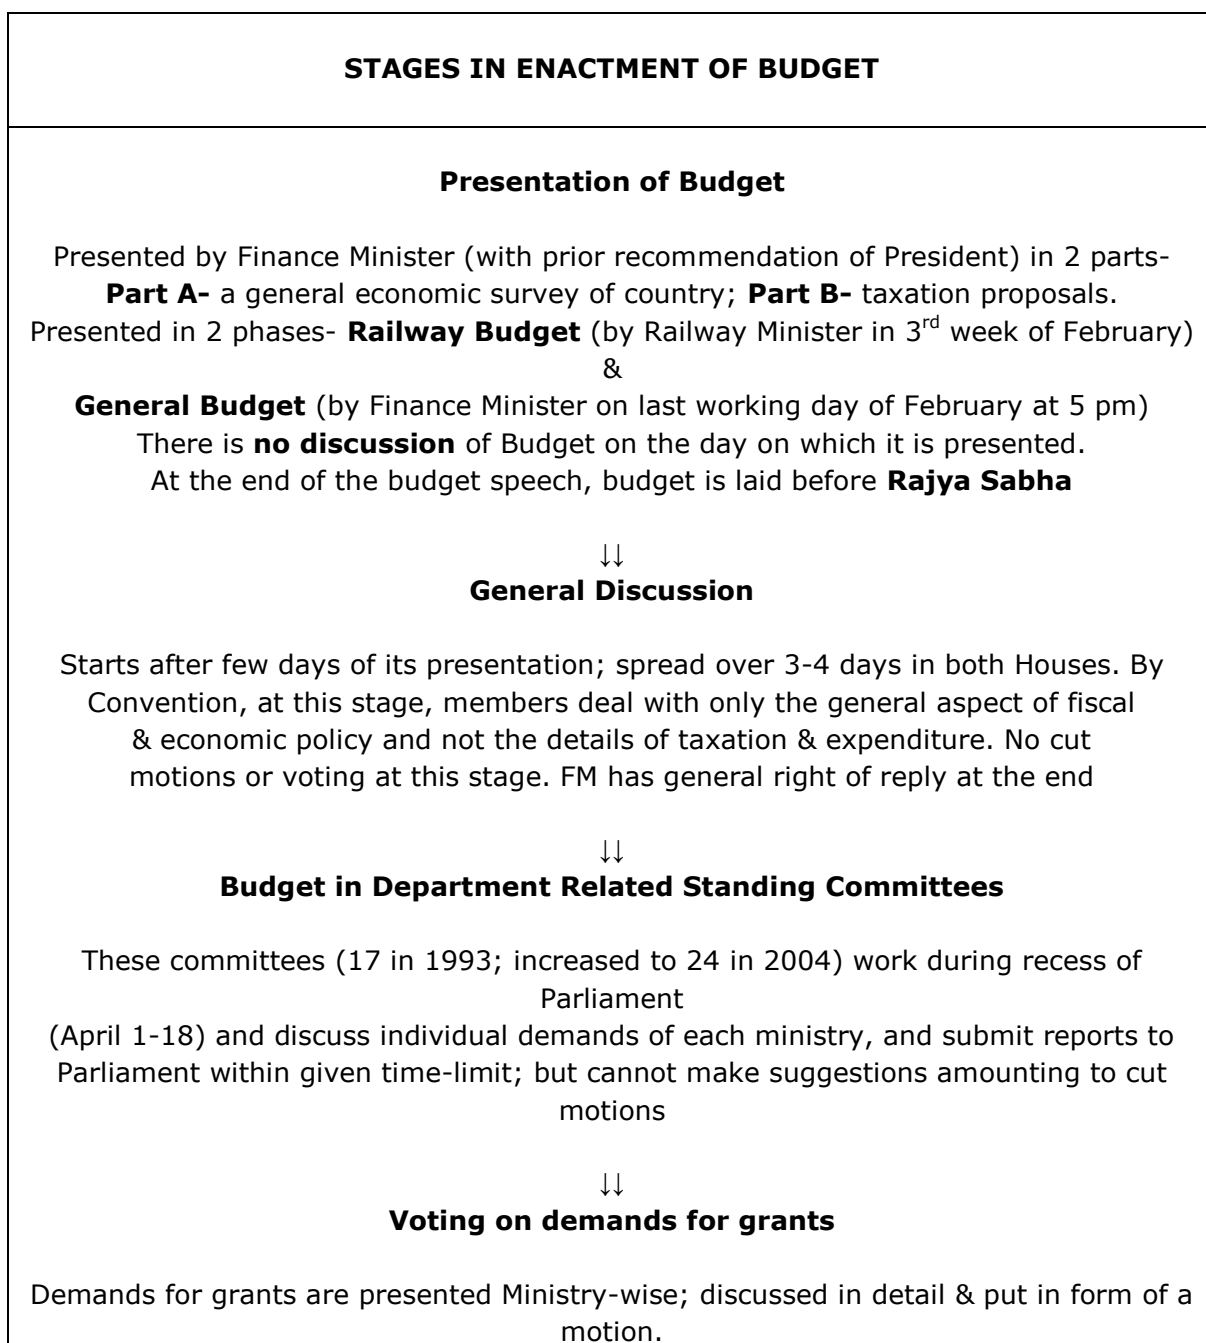 STAGES IN ENACTMENT OF BUDGET
Presentation of Budget
Presented by Finance Minister (with prior recommendation of President) in 2 parts-
Part A- a general economic survey of country; Part B- taxation proposals.
Presented in 2 phases- Railway Budget (by Railway Minister in 3rd week of February)
&
General Budget (by Finance Minister on last working day of February at 5 pm)
There is no discussion of Budget on the day on which it is presented.
At the end of the budget speech, budget is laid before Rajya Sabha
↓↓
General Discussion
Starts after few days of its presentation; spread over 3-4 days in both Houses. By
Convention, at this stage, members deal with only the general aspect of fiscal
& economic policy and not the details of taxation & expenditure. No cut
motions or voting at this stage. FM has general right of reply at the end
↓↓
Budget in Department Related Standing Committees
These committees (17 in 1993; increased to 24 in 2004) work during recess of
Parliament
(April 1-18) and discuss individual demands of each ministry, and submit reports to
Parliament within given time-limit; but cannot make suggestions amounting to cut
motions
↓↓
Voting on demands for grants
Demands for grants are presented Ministry-wise; discussed in detail & put in form of a
motion.